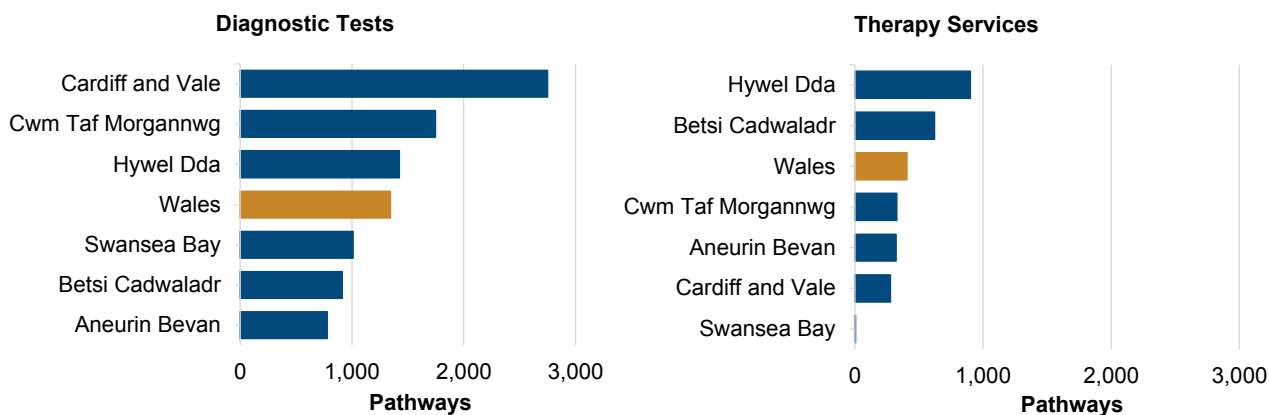 Diagnostic Tests
Cardiff and Vale
Cwm Taf Morgannwg
Hywel Dda
Wales
Swansea Bay
Betsi Cadwaladr
Aneurin Bevan
0 1,000 2,000 3,000
Pathways
Therapy Services
Hywel Dda
Betsi Cadwaladr
Wales
Cwm Taf Morgannwg
Aneurin Bevan
Cardiff and Vale
Swansea Bay
0 1,000 2,000 3,000
Pathways